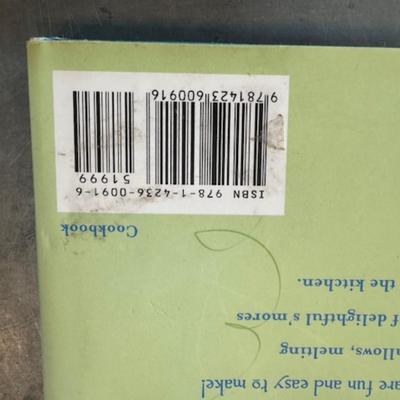 are fun and easy to make!
allows, melting
f delightful s'mores
the kitchen.
Cookbook
ISBN 978-1-4236-0091-6
51999
9 781423 600916